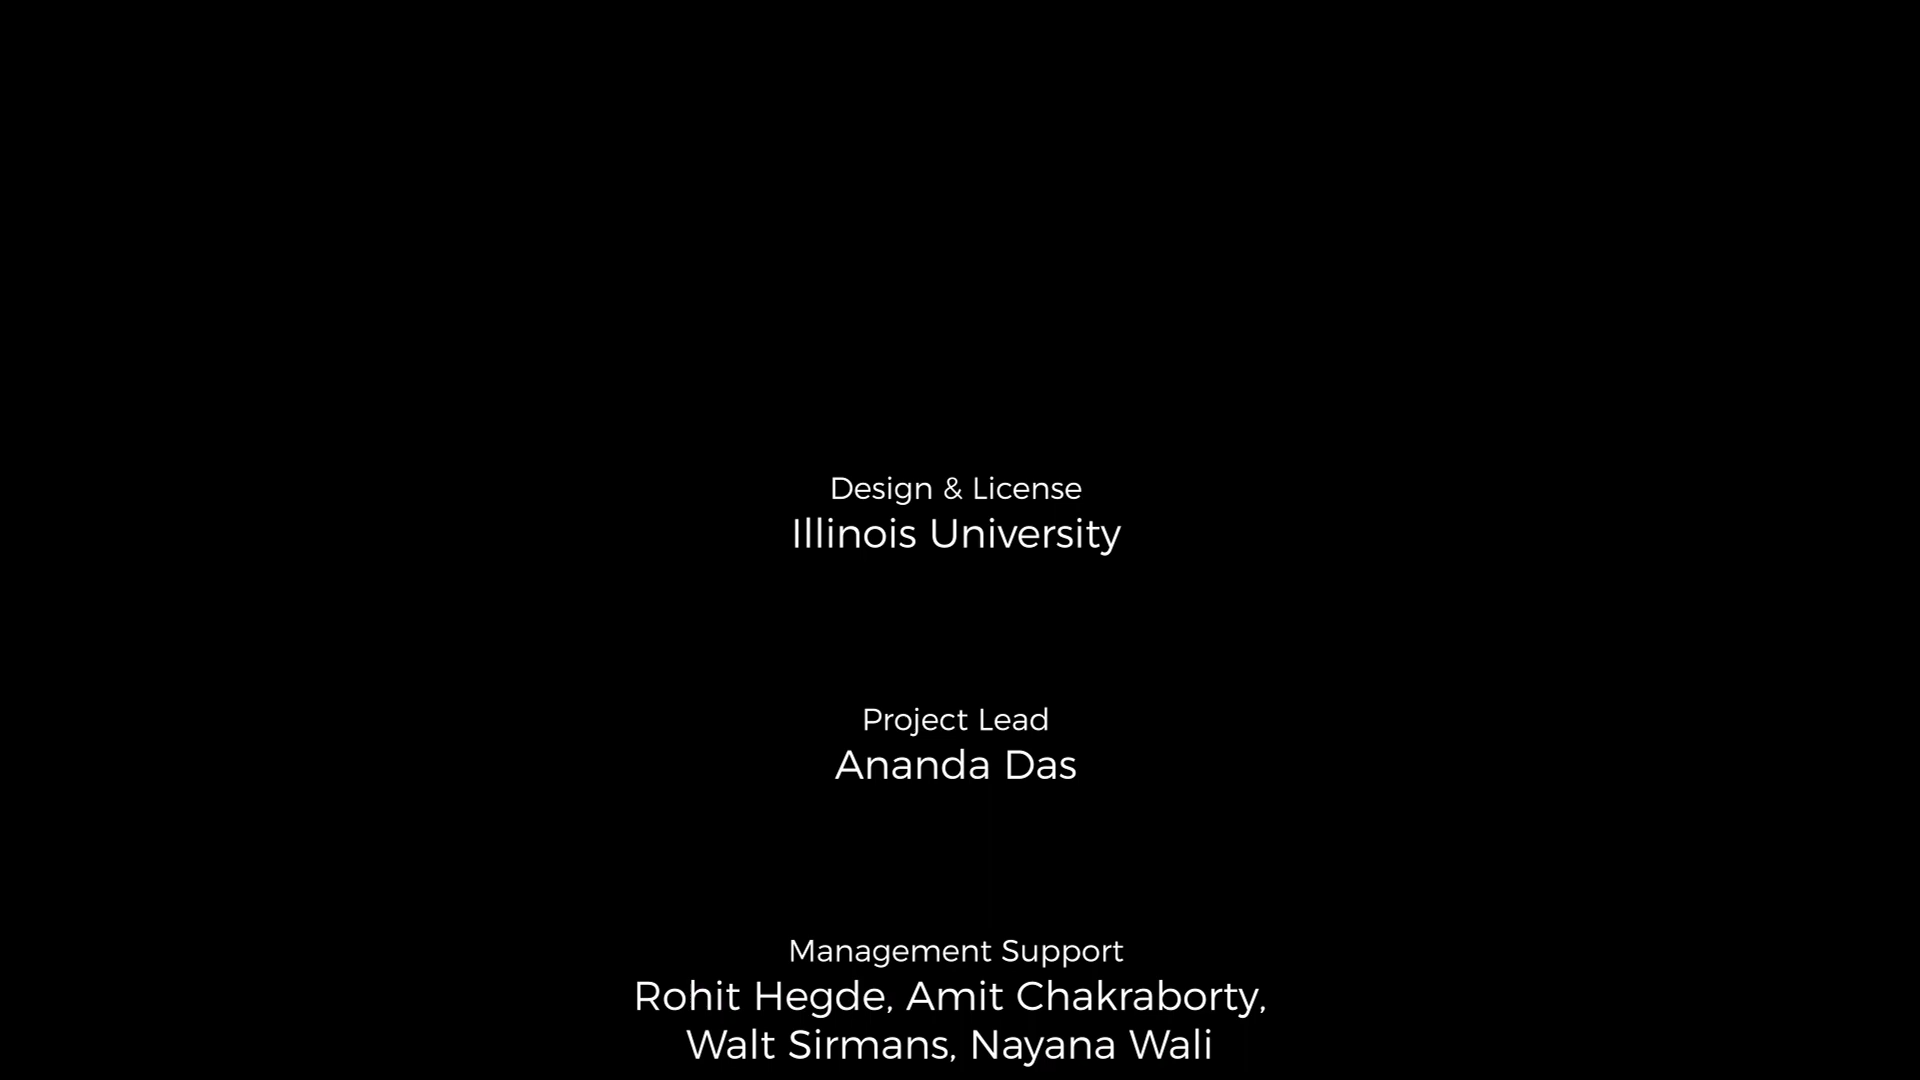 Design & License
Illinois University
Project Lead
Ananda Das
Management Support
Rohit Hegde, Amit Chakraborty,
Walt Sirmans, Nayana Wali